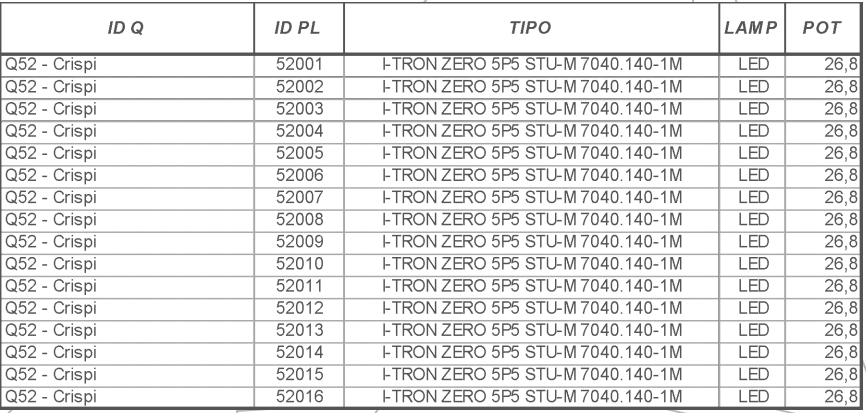 ID Q ID PL TIPO LAMP POT
Q52 - Crispi 52001 I-TRON ZERO 5P5 STU-M 7040.140-1M LED 26,8
Q52 - Crispi 52002 I-TRON ZERO 5P5 STU-M 7040.140-1M LED 26,8
Q52 - Crispi 52003 I-TRON ZERO 5P5 STU-M 7040.140-1M LED 26,8
Q52 - Crispi 52004 I-TRON ZERO 5P5 STU-M 7040.140-1M LED 26,8
Q52 - Crispi 52005 I-TRON ZERO 5P5 STU-M 7040.140-1M LED 26,8
Q52 - Crispi 52006 I-TRON ZERO 5P5 STU-M 7040.140-1M LED 26,8
Q52 - Crispi 52007 I-TRON ZERO 5P5 STU-M 7040.140-1M LED 26,8
Q52 - Crispi 52008 I-TRON ZERO 5P5 STU-M 7040.140-1M LED 26,8
Q52 - Crispi 52009 I-TRON ZERO 5P5 STU-M 7040.140-1M LED 26,8
Q52 - Crispi 52010 I-TRON ZERO 5P5 STU-M 7040.140-1M LED 26,8
Q52 - Crispi 52011 I-TRON ZERO 5P5 STU-M 7040.140-1M LED 26,8
Q52 - Crispi 52012 I-TRON ZERO 5P5 STU-M 7040.140-1M LED 26,8
Q52 - Crispi 52013 I-TRON ZERO 5P5 STU-M 7040.140-1M LED 26,8
Q52 - Crispi 52014 I-TRON ZERO 5P5 STU-M 7040.140-1M LED 26,8
Q52 - Crispi 52015 I-TRON ZERO 5P5 STU-M 7040.140-1M LED 26,8
Q52 - Crispi 52016 I-TRON ZERO 5P5 STU-M 7040.140-1M LED 26,8